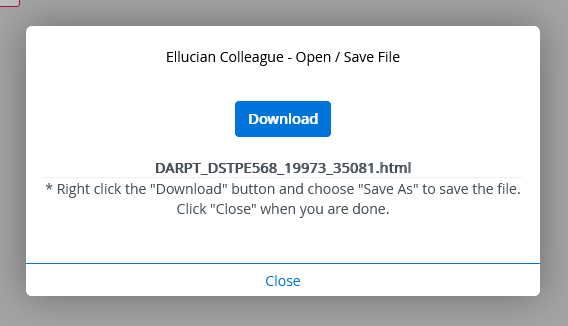 Ellucian Colleague - Open / Save File
Download
DARPT_DSTPE568_19973_35081.html
* Right click the "Download" button and choose "Save As" to save the file.
Click "Close" when you are done.
Close